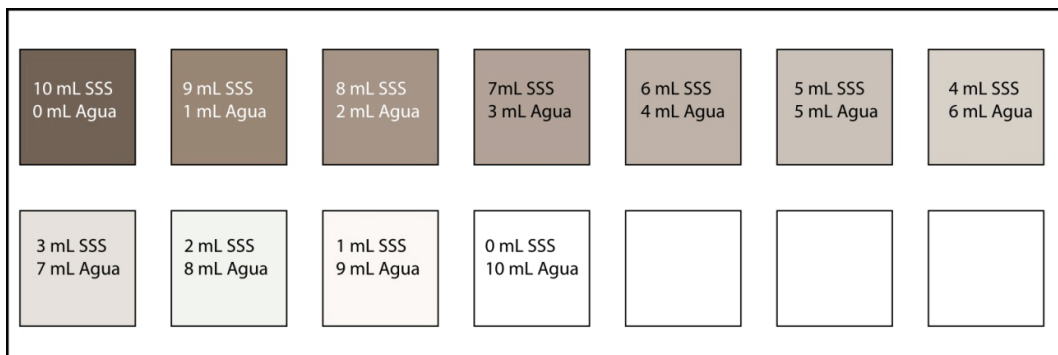 10 mL SSS
0 mL Agua
9 mL SSS
1 mL Agua
8 mL SSS
2 mL Agua
7mL SSS
3 mL Agua
6 mL SSS
4 mL Agua
5 mL SSS
5 mL Agua
4 mL SSS
6 mL Agua
3 mL SSS
7 mL Agua
2 mL SSS
8 mL Agua
1 mL SSS
9 mL Agua
0 mL SSS
10 mL Agua